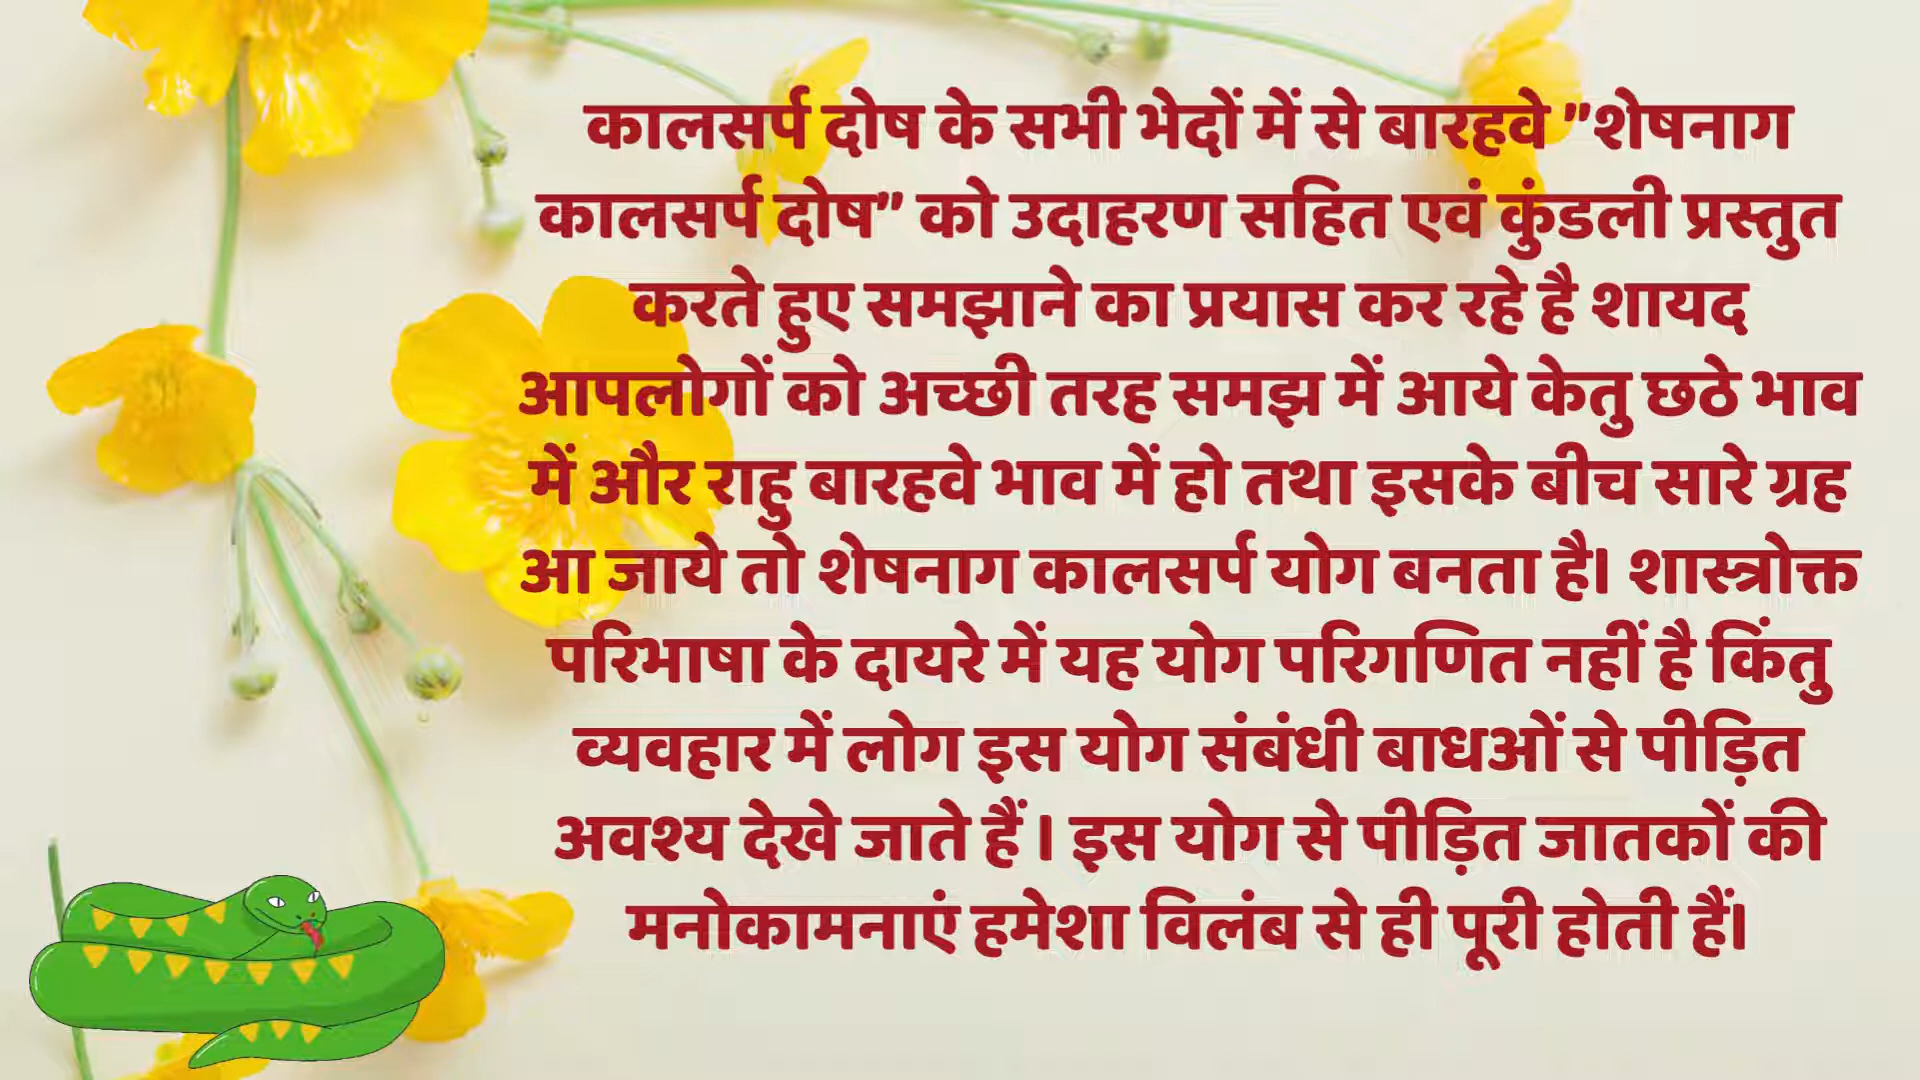 कालसर्प दोष के सभी भेदों में से बारहवे "शेषनाग
कालसर्प दोष" को उदाहरण सहित एवं कुंडली प्रस्तुत
करते हुए समझाने का प्रयास कर रहे है शायद
आपलोगों को अच्छी तरह समझ में आये केतु छठे भाव
में और राहु बारहवे भाव में हो तथा इसके बीच सारे ग्रह
आ जाये तो शेषनाग कालसर्प योग बनता है। शास्त्रोक्त
परिभाषा के दायरे में यह योग परिगणित नहीं है किंतु
व्यवहार में लोग इस योग संबंधी बाधओं से पीड़ित
अवश्य देखे जाते हैं । इस योग से पीड़ित जातकों की
मनोकामनाएं हमेशा विलंब से ही पूरी होती हैं।